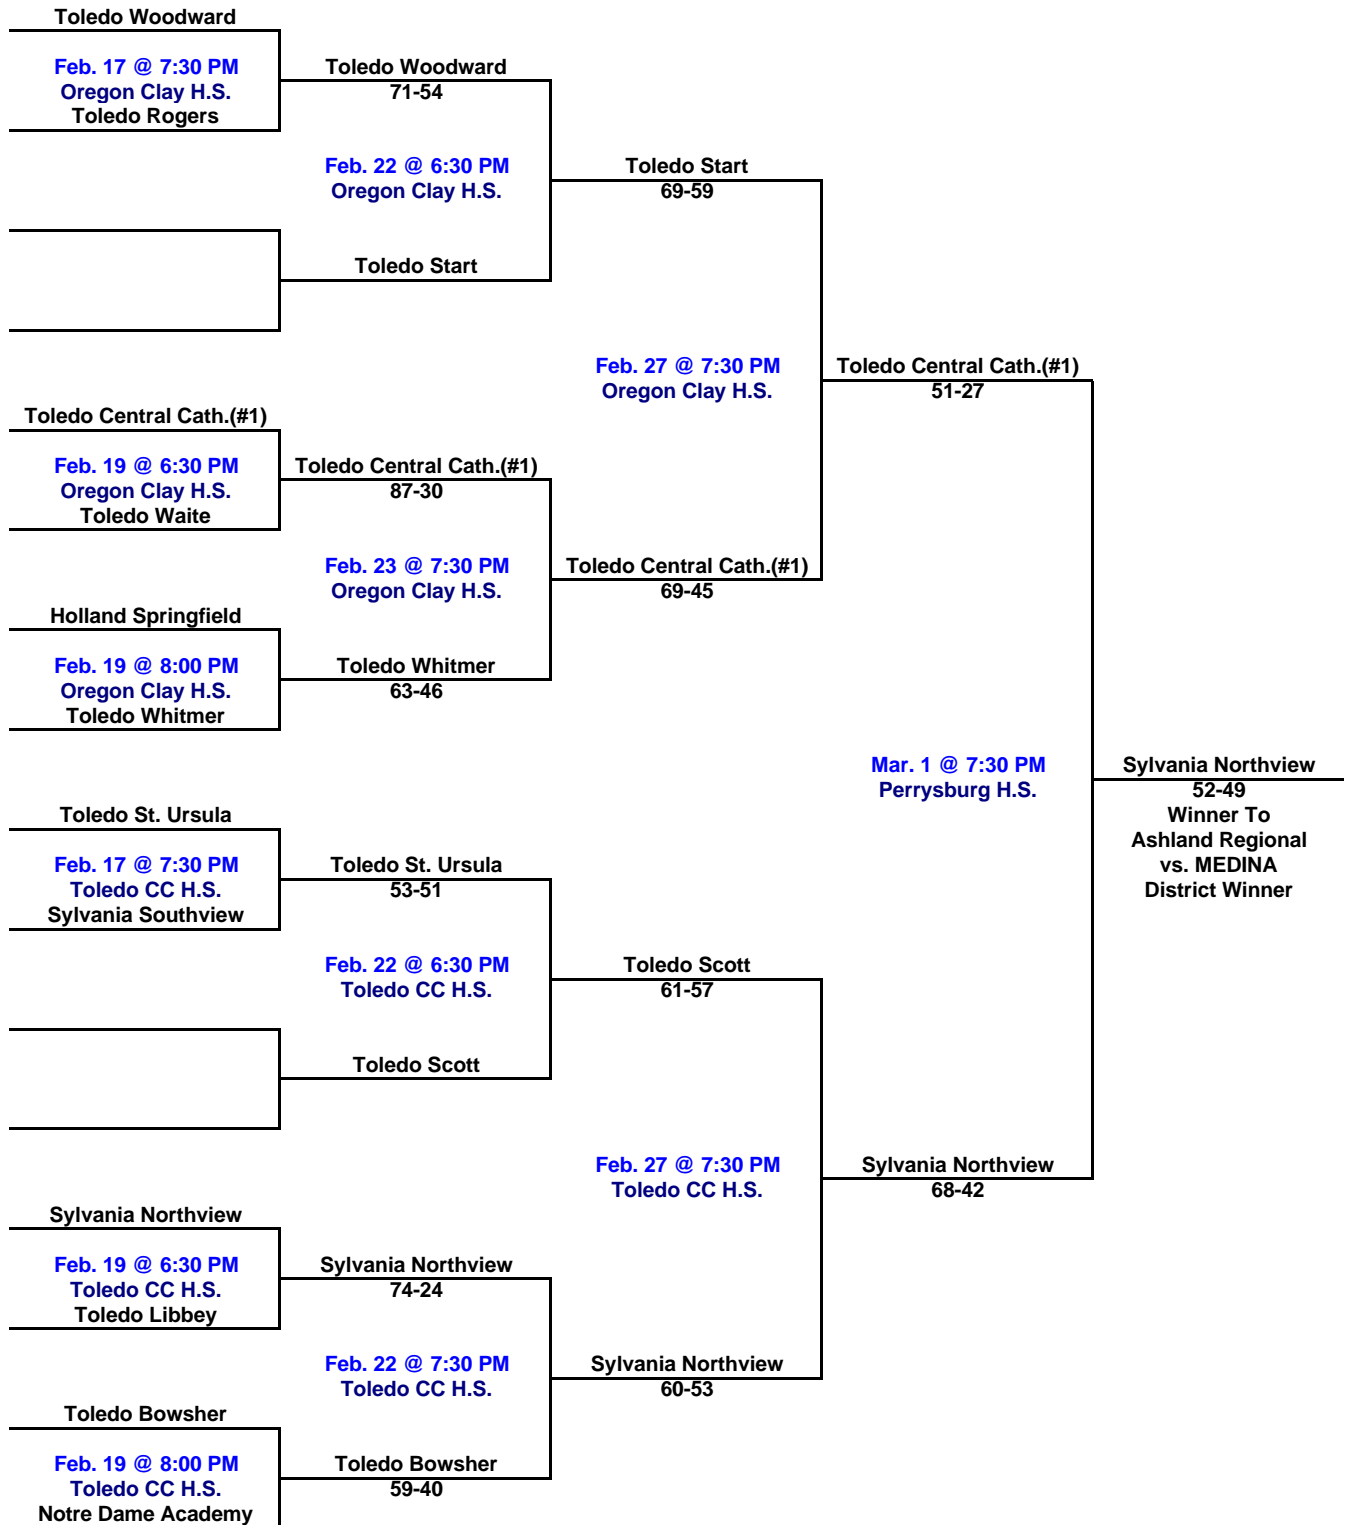 Toledo Woodward
Feb. 17 @ 7:30 PM
Oregon Clay H.S.
Toledo Rogers
Toledo Woodward
71-54
Feb. 22 @ 6:30 PM
Oregon Clay H.S.
Toledo Start
Toledo Start
69-59
Feb. 27 @ 7:30 PM
Oregon Clay H.S.
Toledo Central Cath.(#1)
51-27
Toledo Central Cath.(#1)
Feb. 19 @ 6:30 PM
Oregon Clay H.S.
Toledo Waite
Toledo Central Cath.(#1)
87-30
Feb. 23 @ 7:30 PM
Oregon Clay H.S.
Toledo Central Cath.(#1)
69-45
Holland Springfield
Feb. 19 @ 8:00 PM
Oregon Clay H.S.
Toledo Whitmer
Toledo Whitmer
63-46
Mar. 1 @ 7:30 PM
Perrysburg H.S.
Sylvania Northview
52-49
Winner To
Ashland Regional
vs. MEDINA
District Winner
Toledo St. Ursula
Feb. 17 @ 7:30 PM
Toledo CC H.S.
Sylvania Southview
Toledo St. Ursula
53-51
Feb. 22 @ 6:30 PM
Toledo CC H.S.
Toledo Scott
Toledo Scott
61-57
Feb. 27 @ 7:30 PM
Toledo CC H.S.
Sylvania Northview
68-42
Sylvania Northview
Feb. 19 @ 6:30 PM
Toledo CC H.S.
Toledo Libbey
Sylvania Northview
74-24
Feb. 22 @ 7:30 PM
Toledo CC H.S.
Sylvania Northview
60-53
Toledo Bowsher
Feb. 19 @ 8:00 PM
Toledo CC H.S.
Notre Dame Academy
Toledo Bowsher
59-40